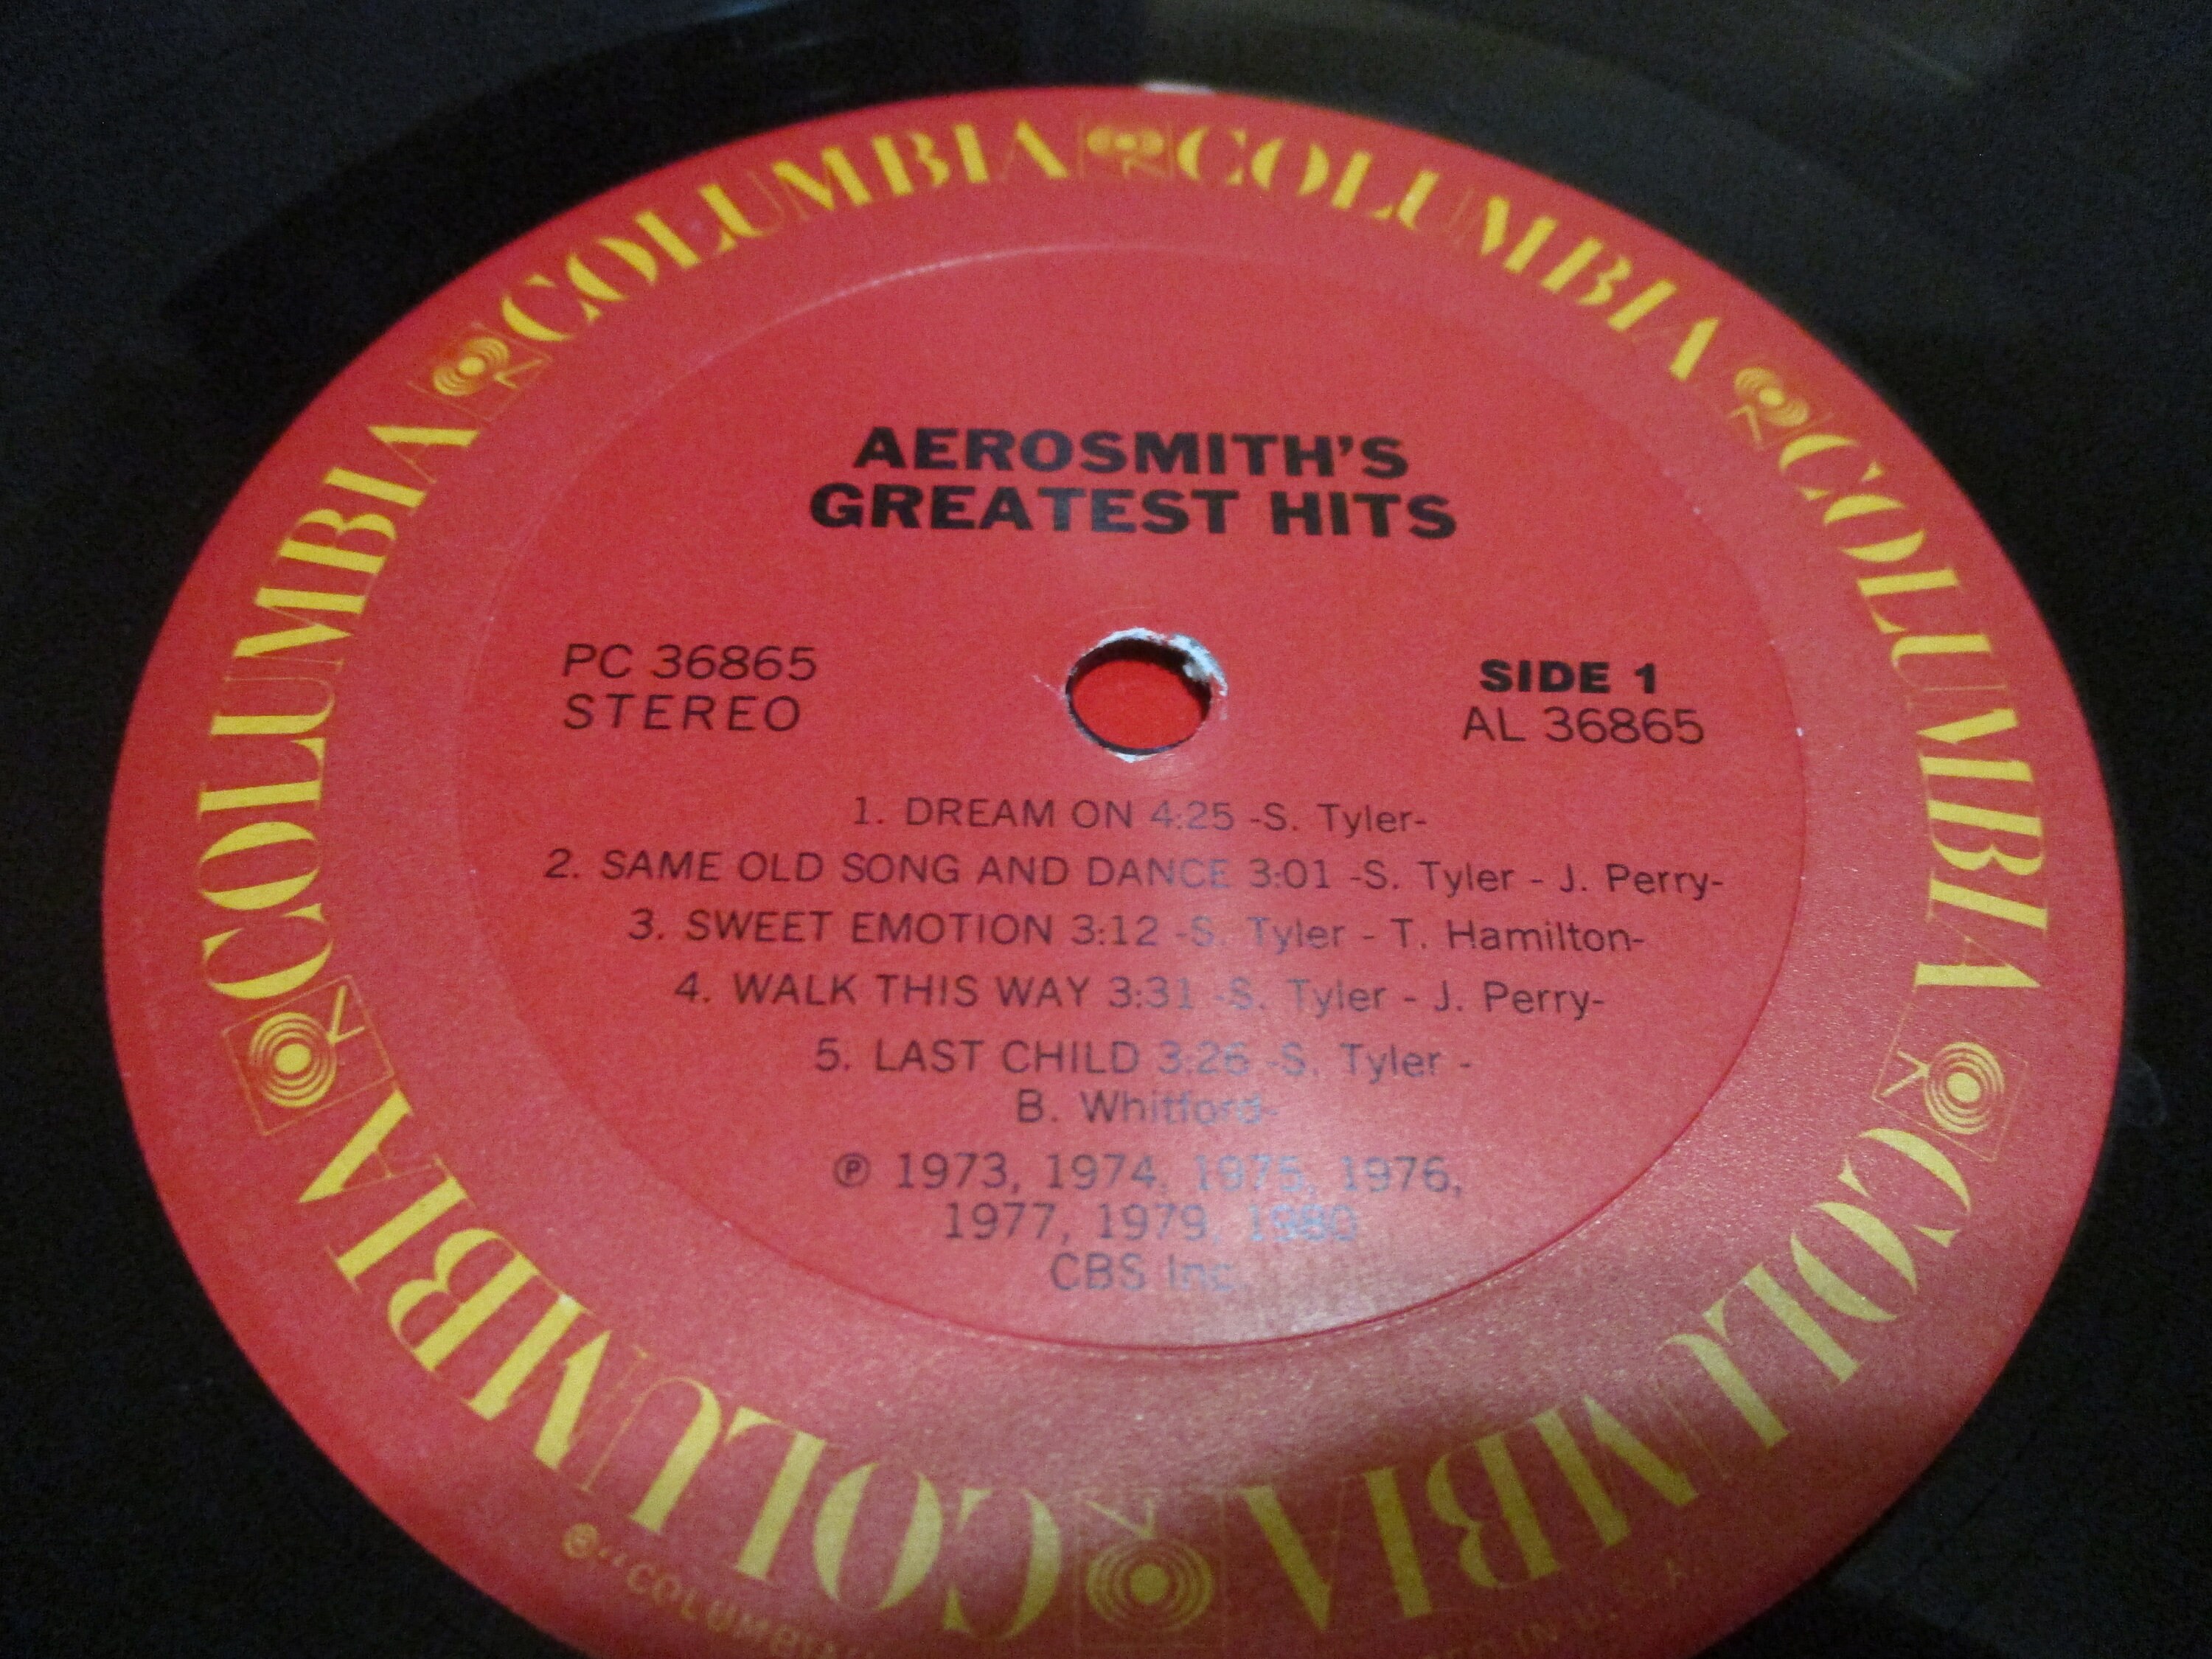 COLUMBIA COLUMBIA COLUMBIA COLUMBIA COLUMBIA COLUMBIA
AEROSMITH'S
GREATEST HITS
PC 36865
STEREO
SIDE 1
AL 36865
1. DREAM ON 4:25 -S. Tyler-
2. SAME OLD SONG AND DANCE 3:01 -S. Tyler - J. Perry-
3. SWEET EMOTION 3:12 -S. Tyler - T. Hamilton-
4. WALK THIS WAY 3:31 -S. Tyler - J. Perry-
5. LAST CHILD 3:26 -S. Tyler -
B. Whitford-
℗ 1973, 1974, 1975, 1976,
1977, 1979, 1980
CBS Inc.
"COLUMBIA
IN U.S.A.